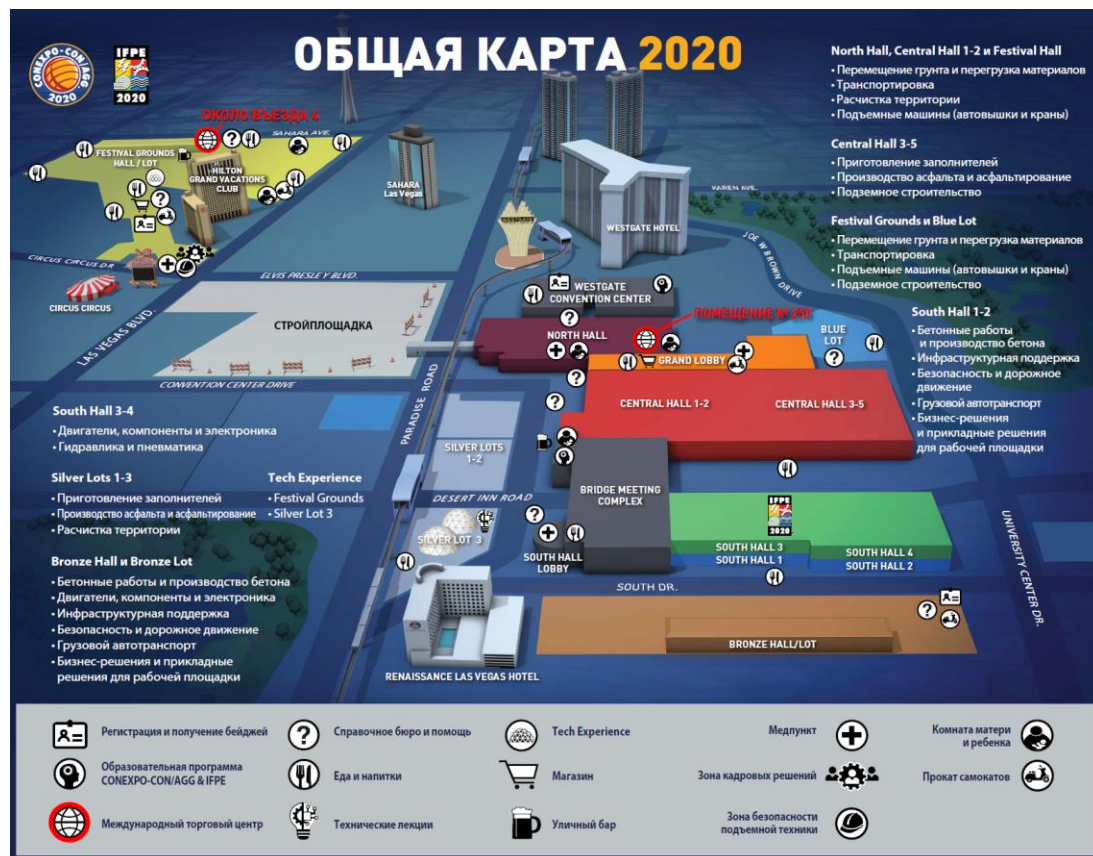 ОБЩАЯ КАРТА 2020
CONEXPO-CON/AGG
2020
IFPE
2020
North Hall, Central Hall 1-2 и Festival Hall
• Перемещение грунта и перегрузка материалов
• Транспортировка
• Расчистка территории
• Подъемные машины (автовышки и краны)
Central Hall 3-5
• Приготовление заполнителей
• Производство асфальта и асфальтирование
• Подземное строительство
Festival Grounds и Blue Lot
• Перемещение грунта и перегрузка материалов
• Транспортировка
• Подъемные машины (автовышки и краны)
• Подземное строительство
South Hall 1-2
• Бетонные работы
и производство бетона
• Инфраструктурная поддержка
• Безопасность и дорожное
движение
• Грузовой автотранспорт
• Бизнес-решения
и прикладные решения
для рабочей площадки
ОКОЛО ВЪЕЗДА 4
SAHARA AVE.
FESTIVAL GROUNDS
HALL / LOT
HILTON
GRAND VACATIONS
CLUB
SAHARA
Las Vegas
WESTGATE
WESTGATE HOTEL
KAREN AVE.
JOE W BROWN DRIVE
CIRCUS CIRCUS DR
CIRCUS CIRCUS
ELVIS PRESLEY BLVD.
LAS VEGAS BLVD.
СТРОЙПЛОЩАДКА
CONVENTION CENTER DRIVE
PARADISE ROAD
WESTGATE
CONVENTION CENTER
NORTH HALL
ПОМЕЩЕНИЕ № 250
GRAND LOBBY
BLUE
LOT
CENTRAL HALL 1-2
CENTRAL HALL 3-5
SILVER LOTS
1-2
DESERT INN ROAD
BRIDGE MEETING
COMPLEX
IFPE
2020
SILVER LOT 3
SOUTH HALL
LOBBY
SOUTH HALL 3
SOUTH HALL 1
SOUTH HALL 4
SOUTH HALL 2
SOUTH DR.
UNIVERSITY CENTER DR.
BRONZE HALL/LOT
RENAISSANCE LAS VEGAS HOTEL
South Hall 3-4
• Двигатели, компоненты и электроника
• Гидравлика и пневматика
Silver Lots 1-3
• Приготовление заполнителей
• Производство асфальта и асфальтирование
• Расчистка территории
Tech Experience
• Festival Grounds
• Silver Lot 3
Bronze Hall и Bronze Lot
• Бетонные работы и производство бетона
• Двигатели, компоненты и электроника
• Инфраструктурная поддержка
• Безопасность и дорожное движение
• Грузовой автотранспорт
• Бизнес-решения и прикладные
решения для рабочей площадки
Регистрация и получение бейджей
Образовательная программа
CONEXPO-CON/AGG & IFPE
Международный торговый центр
Справочное бюро и помощь
Еда и напитки
Технические лекции
Tech Experience
Магазин
Уличный бар
Медпункт
Зона кадровых решений
Зона безопасности
подъемной техники
Комната матери
и ребенка
Прокат самокатов